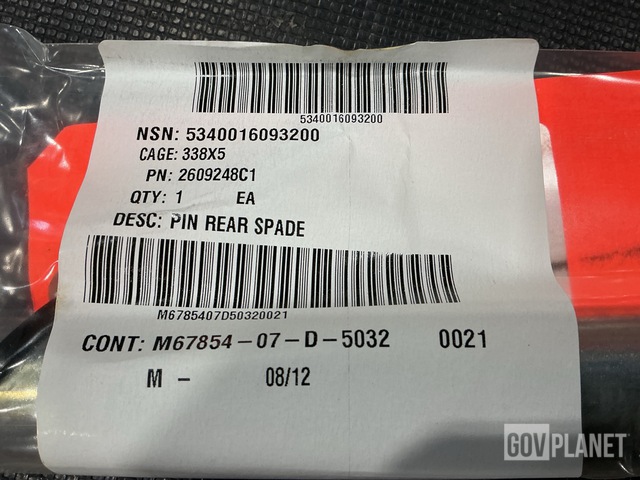 5340016093200
NSN: 5340016093200
CAGE: 338X5
PN: 2609248C1
QTY: 1 EA
DESC: PIN REAR SPADE
M6785407D50320021
CONT: M67854-07-D-5032 0021
M - 08/12
GOVPLANET